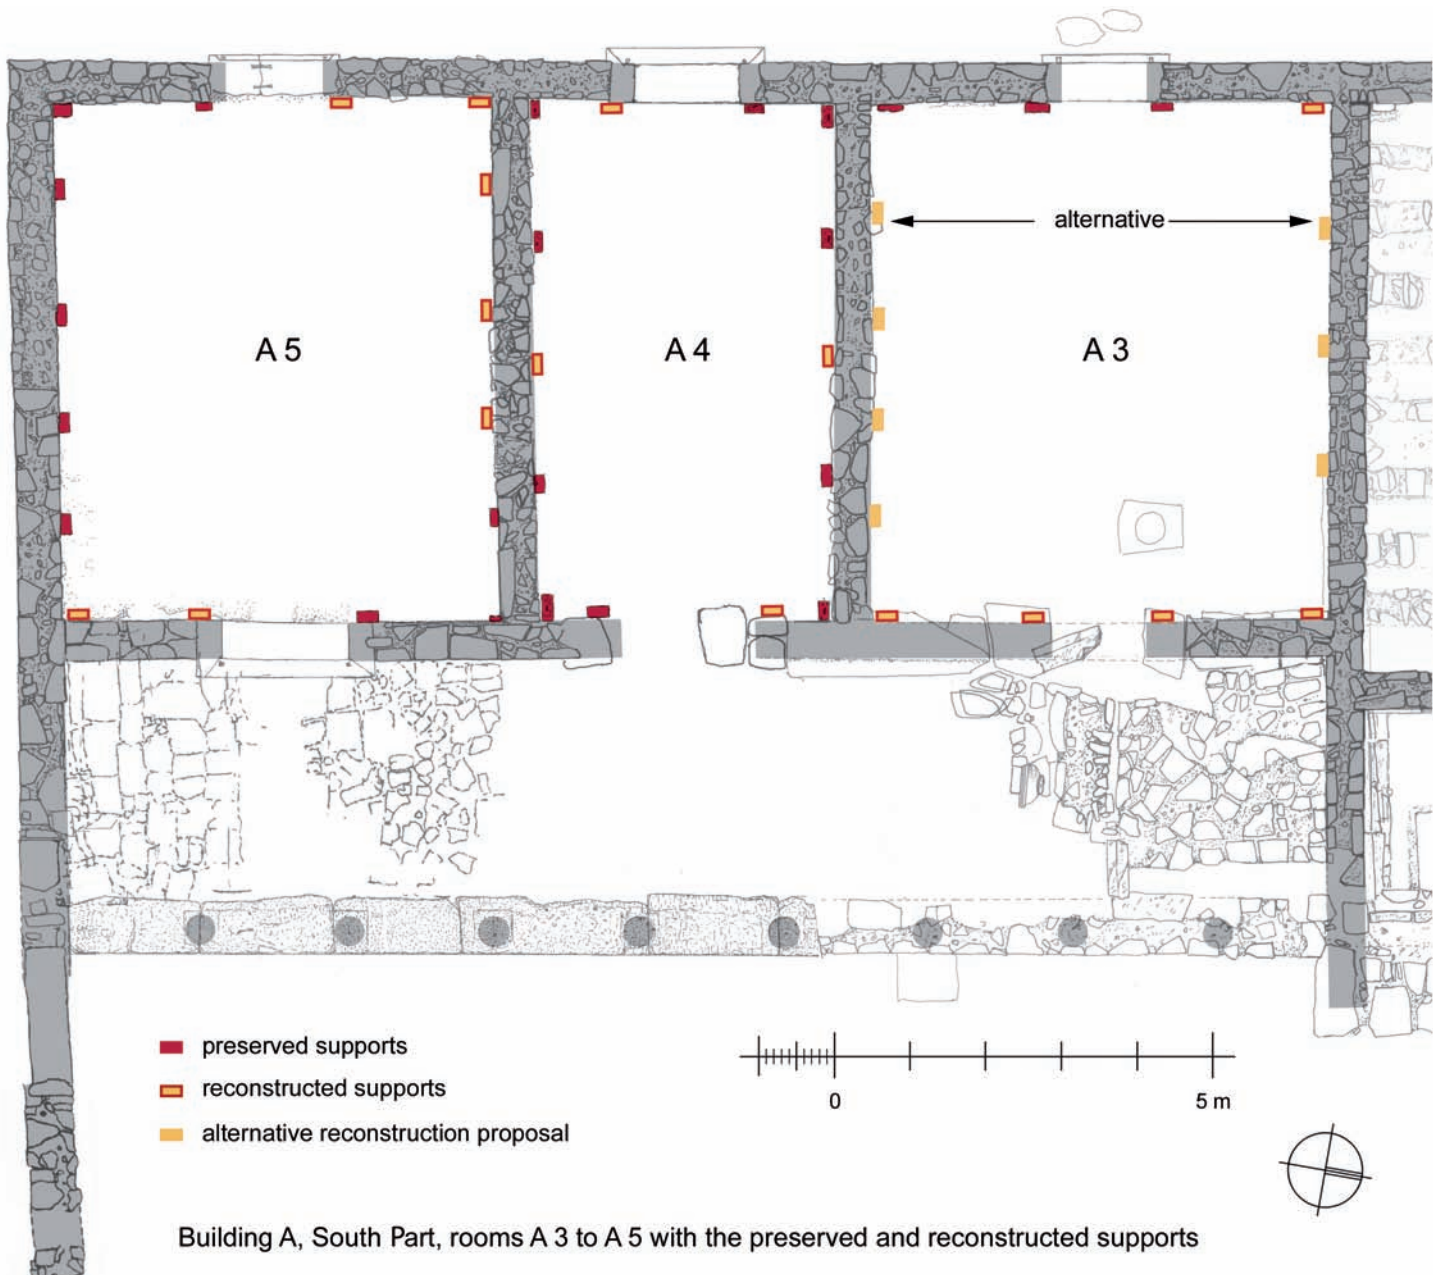 alternative
A 5
A 4
A 3
preserved supports
reconstructed supports
alternative reconstruction proposal
0
5 m
Building A, South Part, rooms A 3 to A 5 with the preserved and reconstructed supports